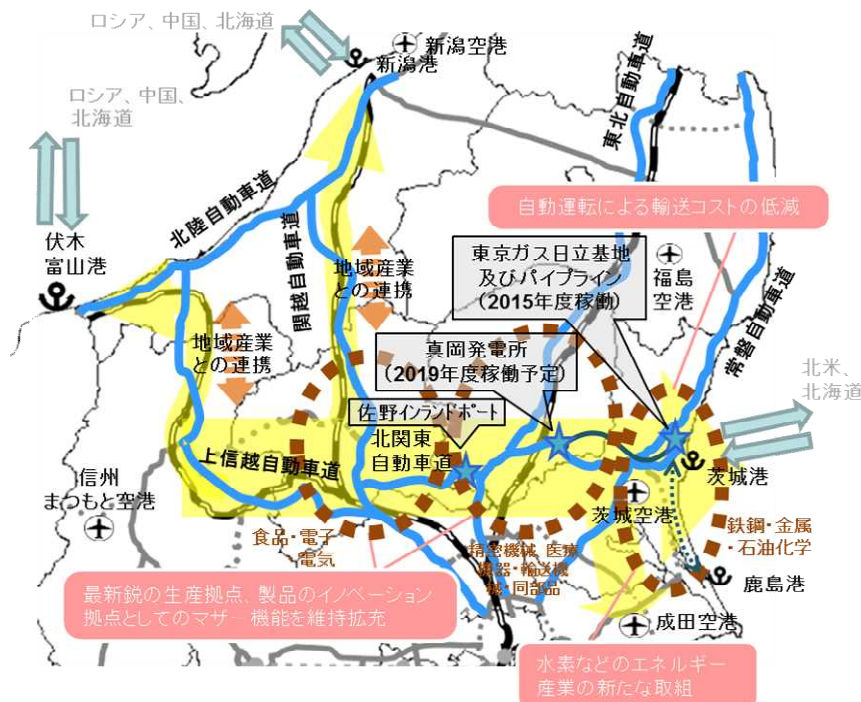 ロシア、中国、北海道
新潟空港
新潟港
ロシア、中国、
北海道
東北自動車道
自動運転による輸送コストの低減
北陸自動車道
伏木
富山港
東京ガス日立基地
及びパイプライン
（2015年度稼働）
福島
空港
関越自動車道
地域産業
との連携
地域産業
との連携
常磐自動車道
真岡発電所
（2019年度稼働予定）
北米、
北海道
佐野インランドポート
北関東
自動車道
上信越自動車道
信州
まつもと空港
茨城港
茨城空港
食品・電子
・電気
精密機械、医療
機器・輸送機
械・同部品
鉄鋼・金属
・石油化学
鹿島港
最新鋭の生産拠点、製品のイノベーション
拠点としてのマザー機能を維持拡充
成田空港
水素などのエネルギー
産業の新たな取組